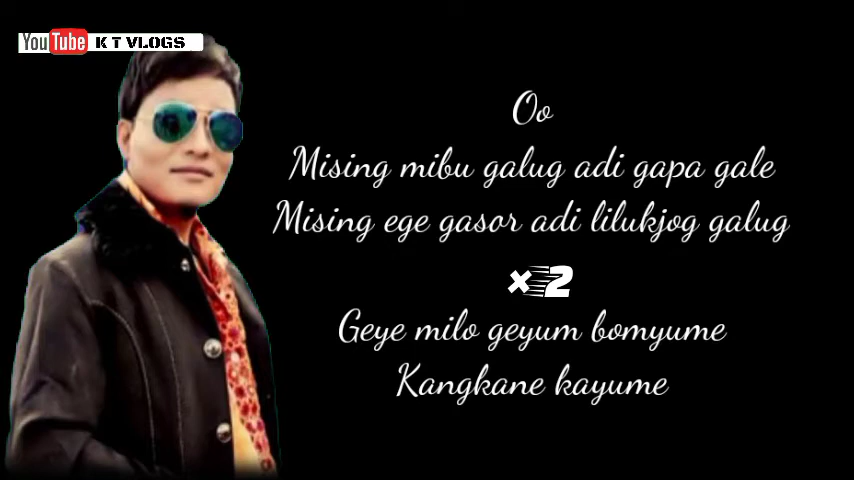 YouTube K T VLOGS
Oo
Mising mibu galug adi gapa gale
Mising ege gasor adi lilukjog galug
×2
Geye milo geyum bomyume
Kangkane kayume